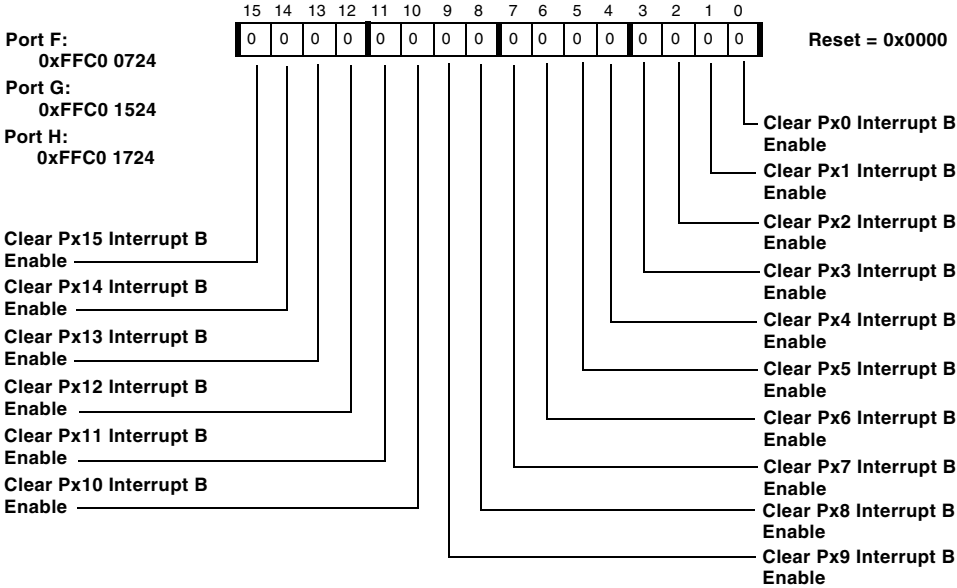 15 14 13 12 11 10 9 8 7 6 5 4 3 2 1 0
0 0 0 0 0 0 0 0 0 0 0 0 0 0 0 0
Reset = 0x0000
Port F:
0xFFC0 0724
Port G:
0xFFC0 1524
Port H:
0xFFC0 1724
Clear Px15 Interrupt B
Enable
Clear Px14 Interrupt B
Enable
Clear Px13 Interrupt B
Enable
Clear Px12 Interrupt B
Enable
Clear Px11 Interrupt B
Enable
Clear Px10 Interrupt B
Enable
Clear Px0 Interrupt B
Enable
Clear Px1 Interrupt B
Enable
Clear Px2 Interrupt B
Enable
Clear Px3 Interrupt B
Enable
Clear Px4 Interrupt B
Enable
Clear Px5 Interrupt B
Enable
Clear Px6 Interrupt B
Enable
Clear Px7 Interrupt B
Enable
Clear Px8 Interrupt B
Enable
Clear Px9 Interrupt B
Enable